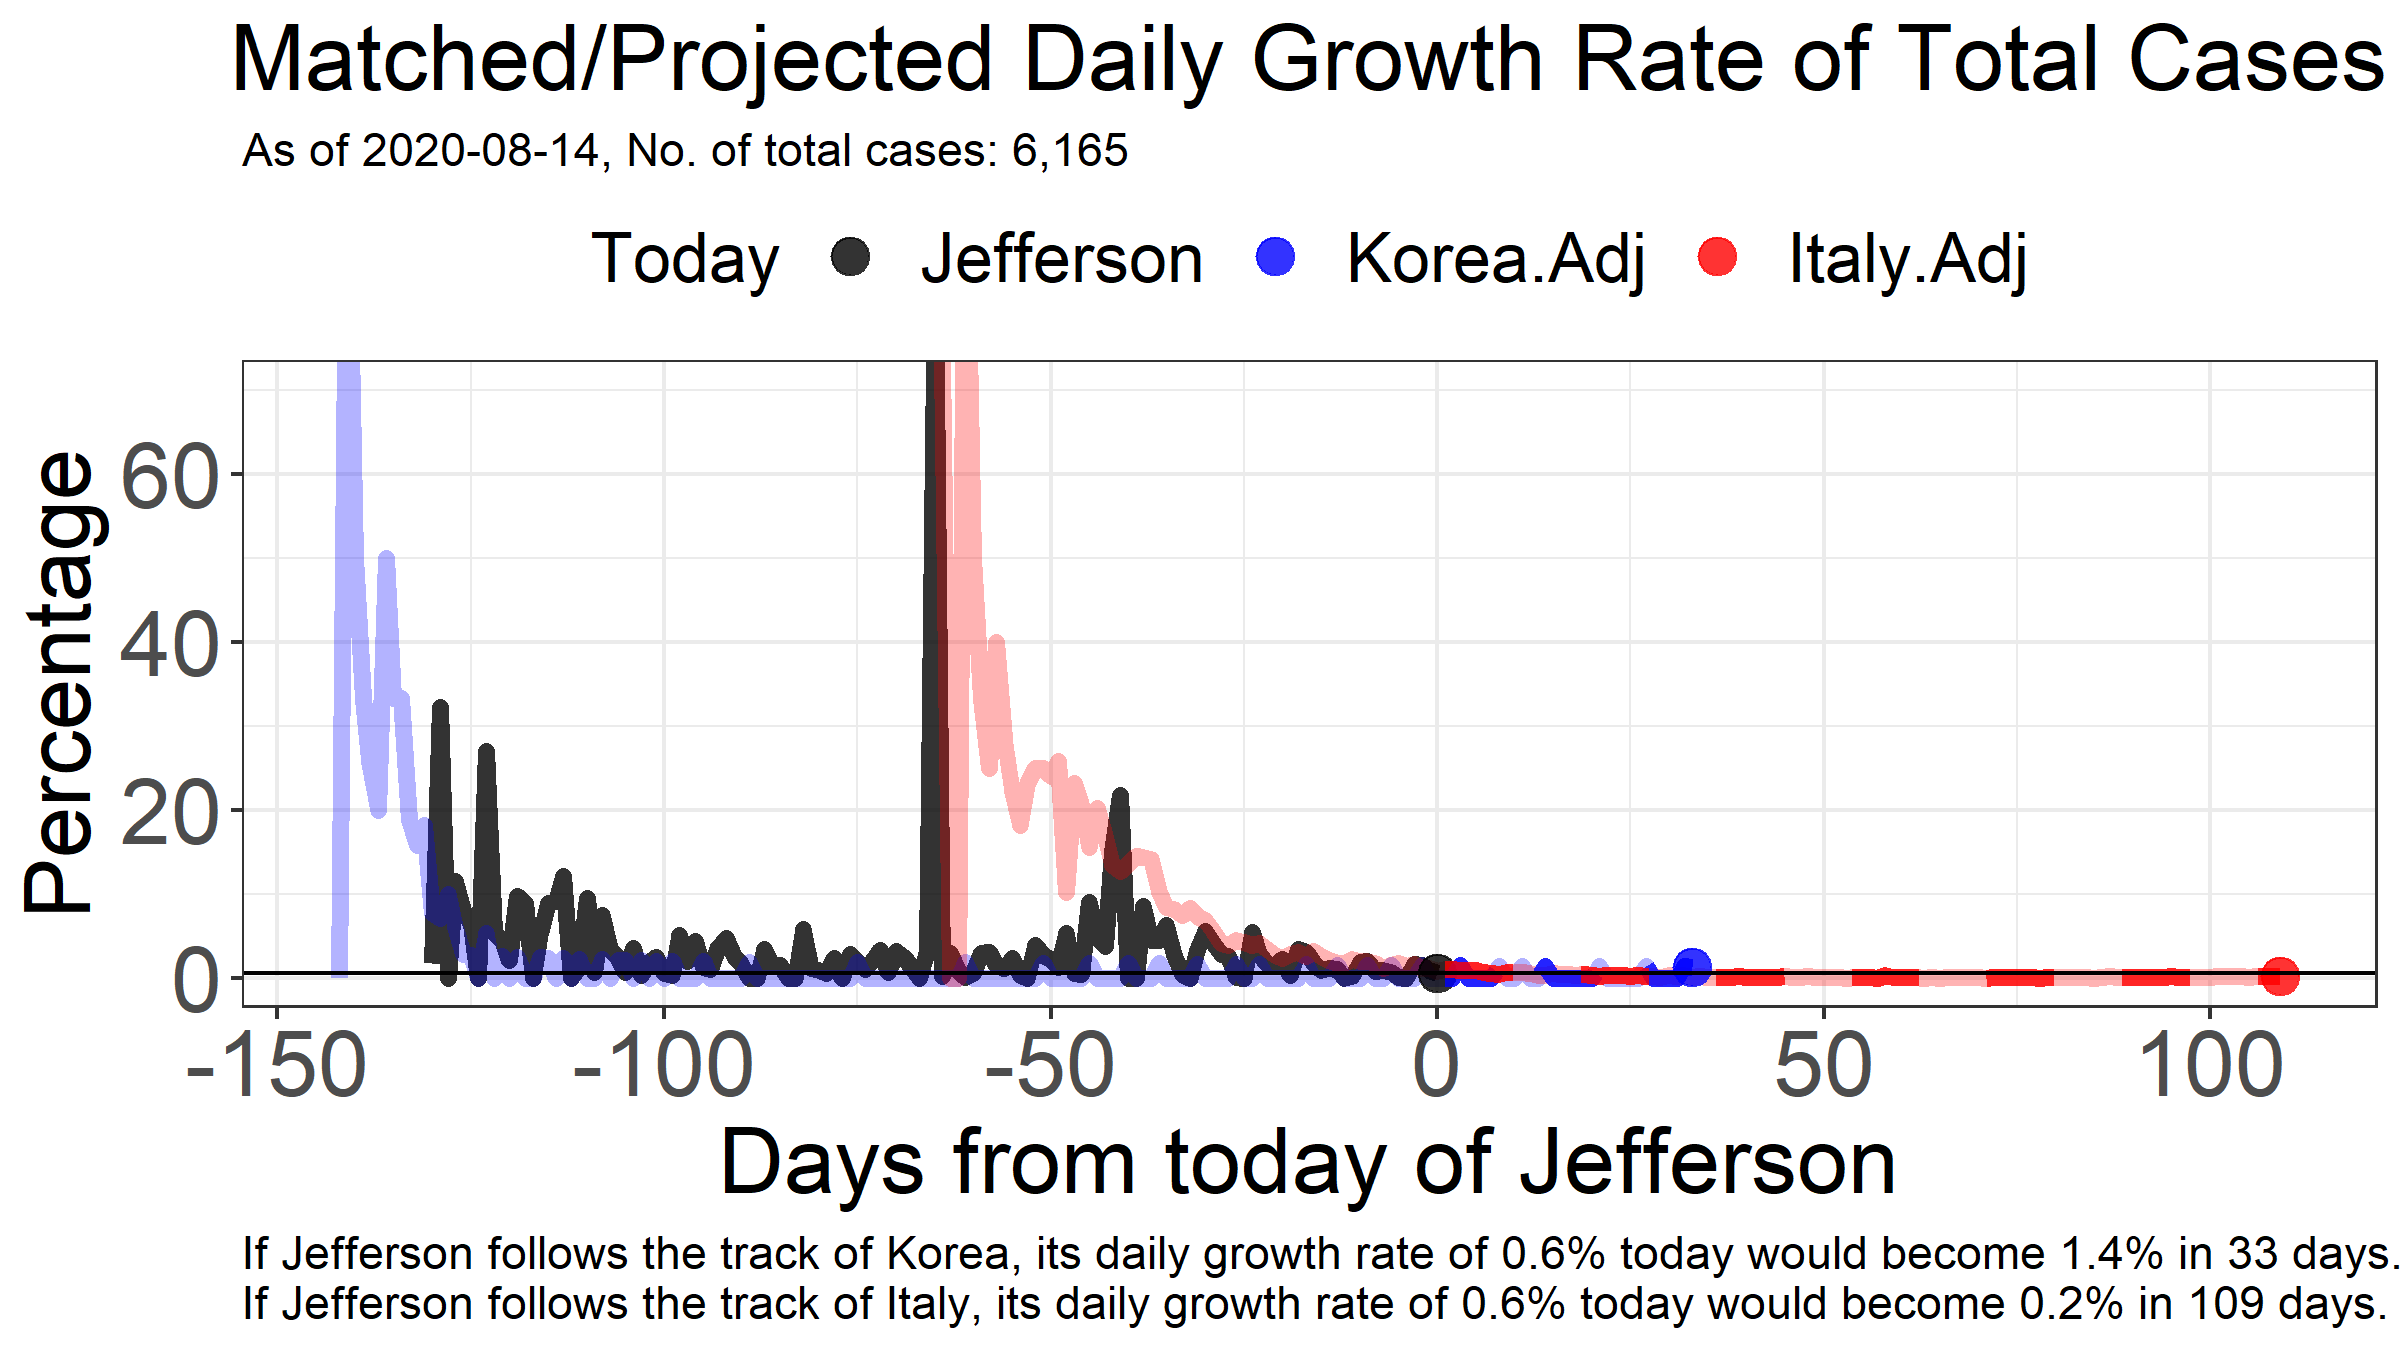 Matched/Projected Daily Growth Rate of Total Cases
As of 2020-08-14, No. of total cases: 6,165
Today Jefferson Korea.Adj Italy.Adj
Percentage
60
40
20
0
-150 -100 -50 0 50 100
Days from today of Jefferson
If Jefferson follows the track of Korea, its daily growth rate of 0.6% today would become 1.4% in 33 days.
If Jefferson follows the track of Italy, its daily growth rate of 0.6% today would become 0.2% in 109 days.